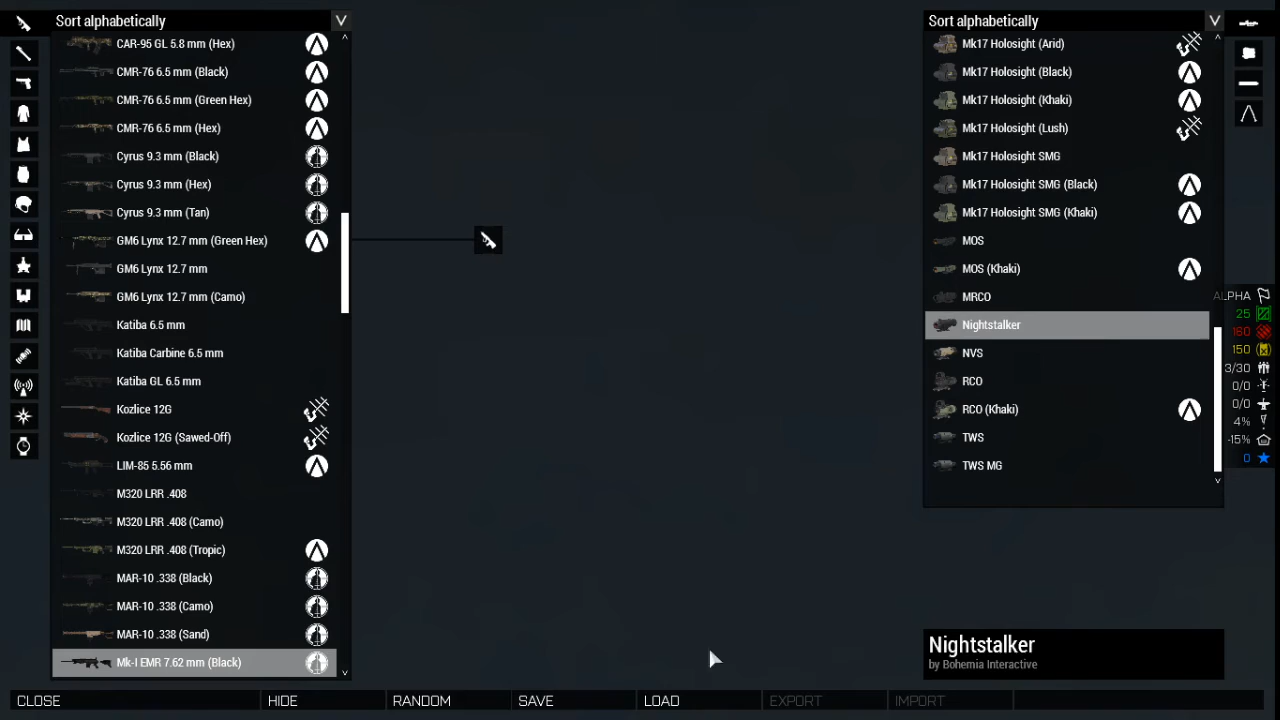 Sort alphabetically
CAR-95 GL 5.8 mm (Hex)
CMR-76 6.5 mm (Black)
CMR-76 6.5 mm (Green Hex)
CMR-76 6.5 mm (Hex)
Cyrus 9.3 mm (Black)
Cyrus 9.3 mm (Hex)
Cyrus 9.3 mm (Tan)
GM6 Lynx 12.7 mm (Green Hex)
GM6 Lynx 12.7 mm
GM6 Lynx 12.7 mm (Camo)
Katiba 6.5 mm
Katiba Carbine 6.5 mm
Katiba GL 6.5 mm
Kozlice 12G
Kozlice 12G (Sawed-Off)
LIM-85 5.56 mm
M320 LRR .408
M320 LRR .408 (Camo)
M320 LRR .408 (Tropic)
MAR-10 .338 (Black)
MAR-10 .338 (Camo)
MAR-10 .338 (Sand)
Mk-I EMR 7.62 mm (Black)
Sort alphabetically
Mk17 Holosight (Arid)
Mk17 Holosight (Black)
Mk17 Holosight (Khaki)
Mk17 Holosight (Lush)
Mk17 Holosight SMG
Mk17 Holosight SMG (Black)
Mk17 Holosight SMG (Khaki)
MOS
MOS (Khaki)
MRCO
Nightstalker
NVS
RCO
RCO (Khaki)
TWS
TWS MG
ALPHA
25
160
150
3/30
0/0
0/0
4%
-15%
0
Nightstalker
by Bohemia Interactive
CLOSE
HIDE
RANDOM
SAVE
LOAD
EXPORT
IMPORT